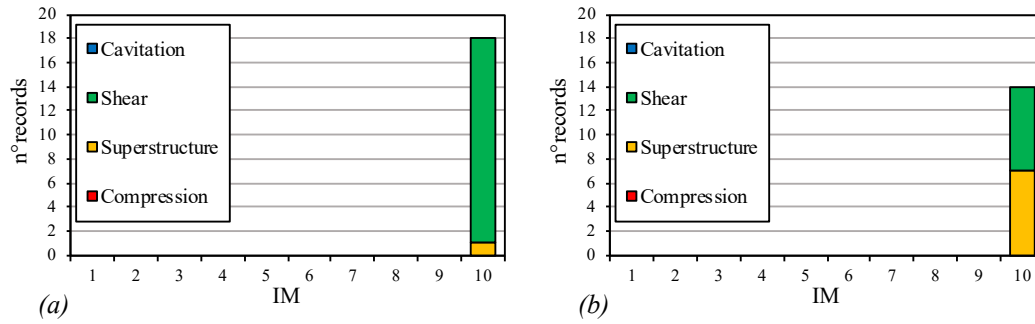 20
18
16
14
12
10
8
6
4
2
0
n° records
Cavitation
Shear
Superstructure
Compression
1 2 3 4 5 6 7 8 9 10
IM
(a)
20
18
16
14
12
10
8
6
4
2
0
n° records
Cavitation
Shear
Superstructure
Compression
1 2 3 4 5 6 7 8 9 10
IM
(b)